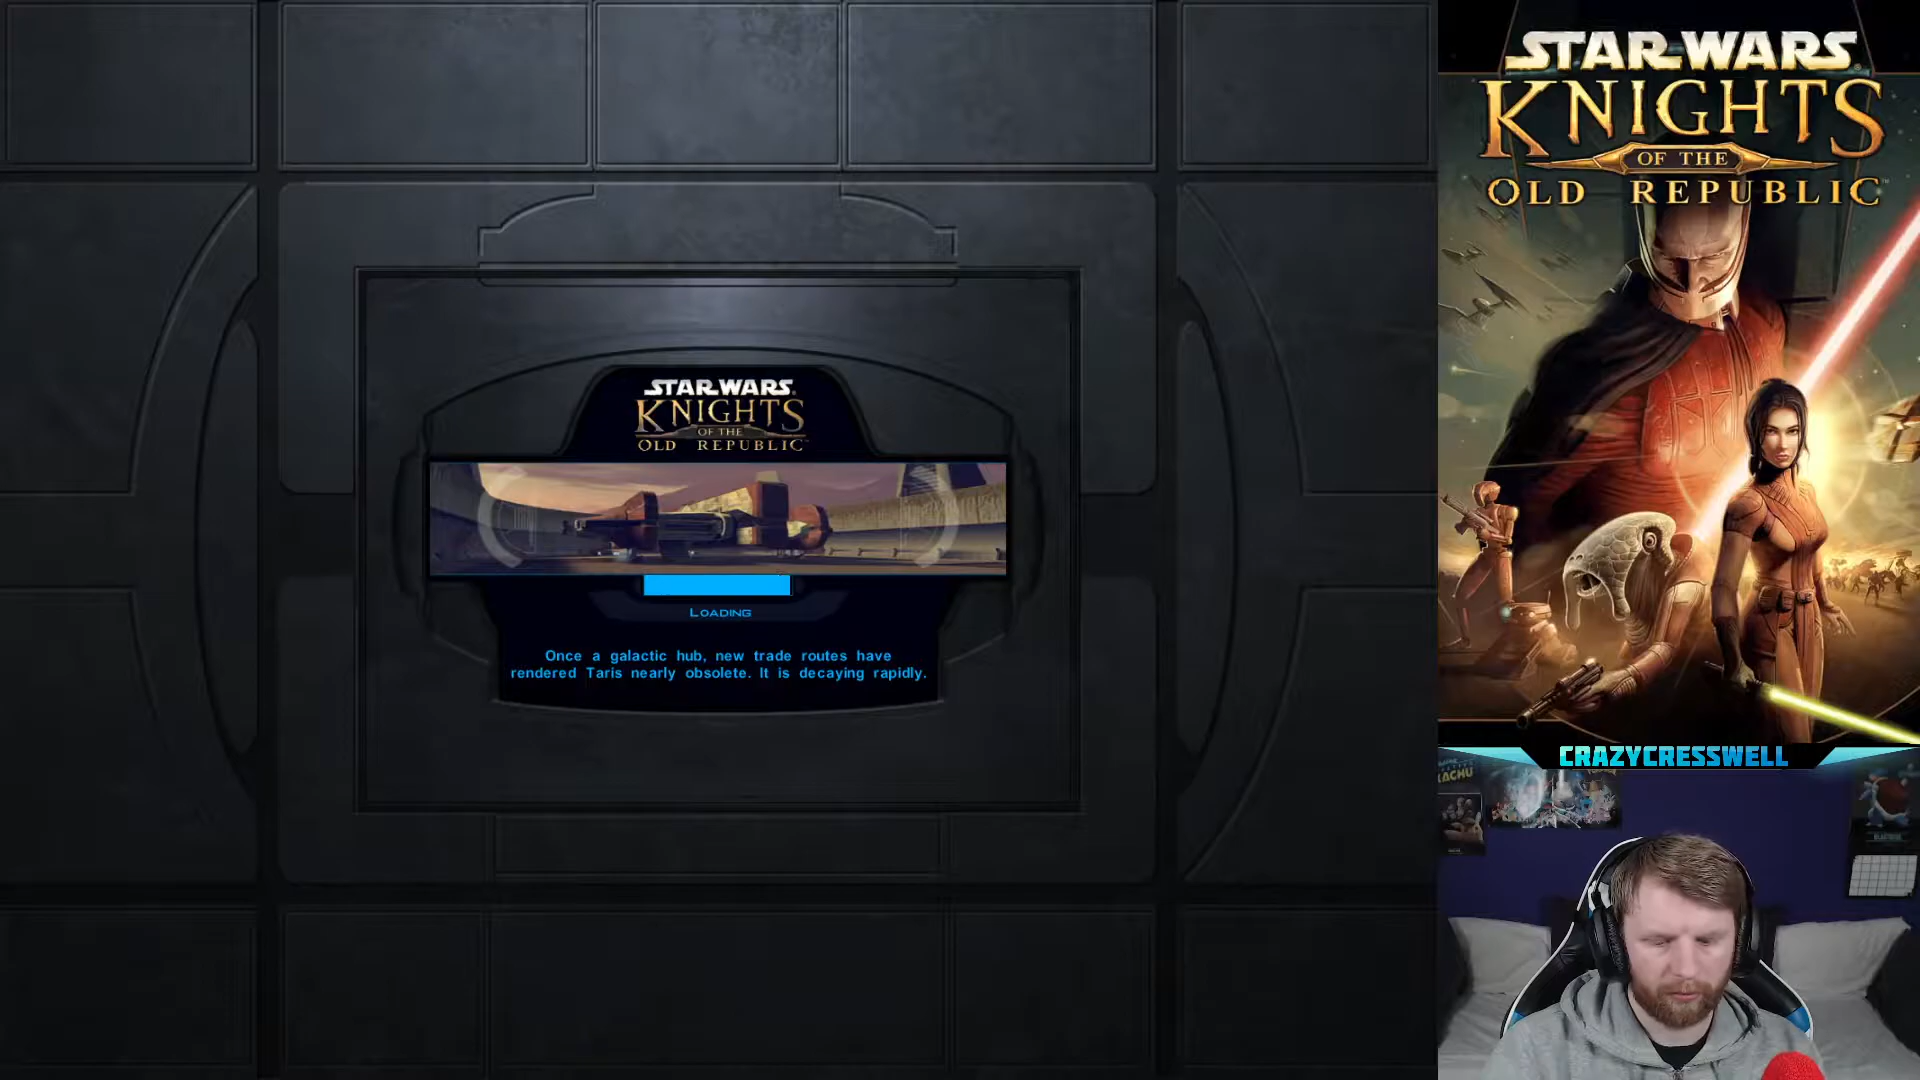 STAR WARS
KNIGHTS
OF THE
OLD REPUBLIC
LOADING
Once a galactic hub, new trade routes have
rendered Taris nearly obsolete. It is decaying rapidly.
STAR WARS
KNIGHTS
OF THE
OLD REPUBLIC
CRAZYCRESSWELL